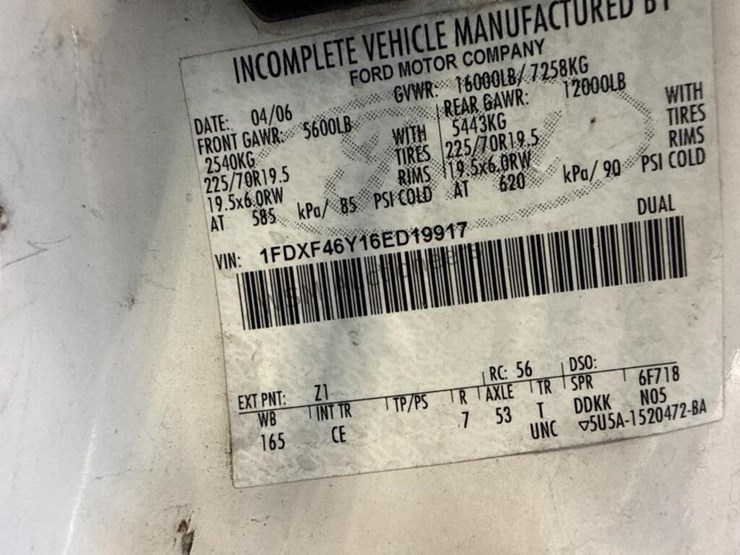 INCOMPLETE VEHICLE MANUFACTURED BY
FORD MOTOR COMPANY
DATE: 04/06 GVWR: 16000LB/7258KG
FRONT GAWR: 5600LB REAR GAWR: 12000LB
2540KG WITH 5443KG WITH
225/70R19.5 TIRES 225/70R19.5 TIRES
19.5x6.0RW RIMS 19.5x6.0RW RIMS
AT 585 kPa/ 85 PSI COLD AT 620 kPa/ 90 PSI COLD
VIN: 1FDXF46Y16ED19917 DUAL
EXT PNT: Z1 RC: 56 DSO:
WB INT TR TP/PS R AXLE TR SPR 6F718
165 CE 7 53 T DDKK N05
UNC ▽5U5A-1520472-BA